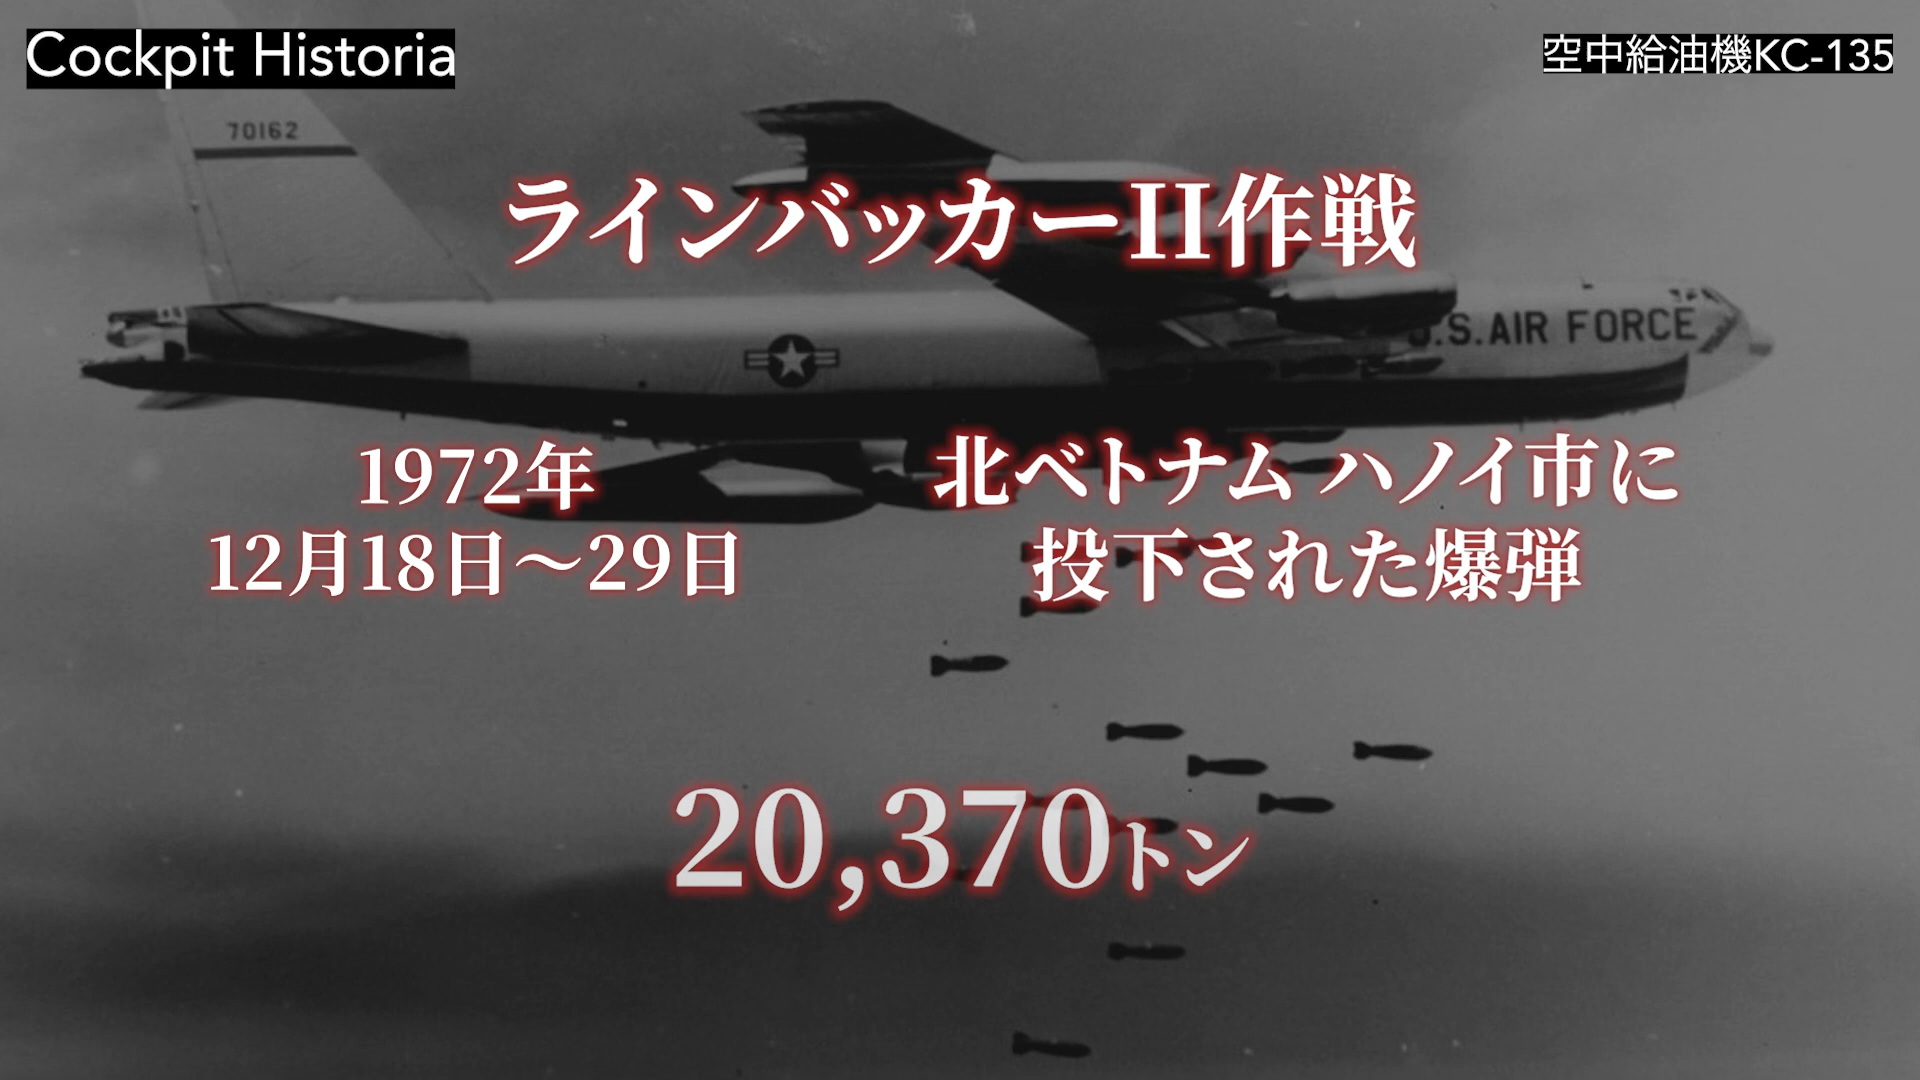 Cockpit Historia
空中給油機KC-135
70162
ラインバッカーII作戦
U.S.AIR FORCE
1972年
12月18日～29日
北ベトナム ハノイ市に
投下された爆弾
20,370トン